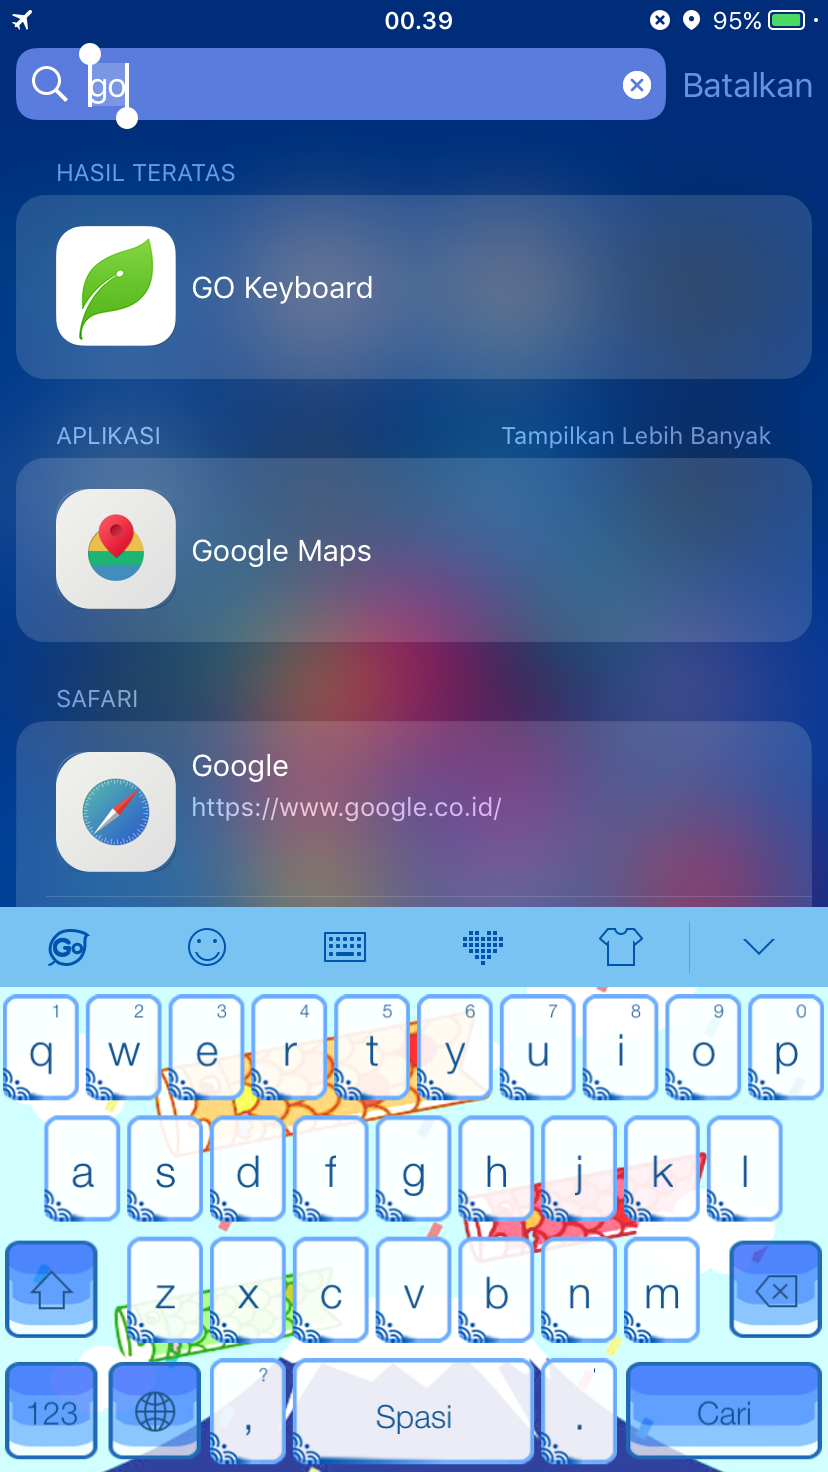 00.39 95%
go Batalkan
HASIL TERATAS
GO Keyboard
APLIKASI Tampilkan Lebih Banyak
Google Maps
SAFARI
Google
https://www.google.co.id/
Go
1 2 3 4 5 6 7 8 9 0
q w e r t y u i o p
a s d f g h j k l
z x c v b n m
? '
123 , Spasi . Cari